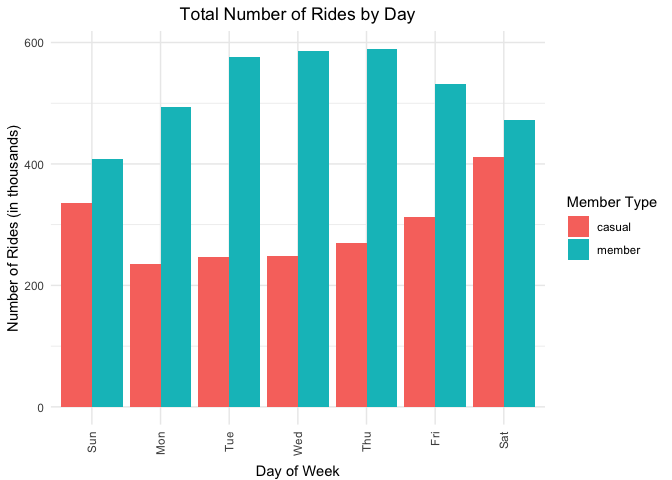 Total Number of Rides by Day
Number of Rides (in thousands)
600
400
200
0
Sun
Mon
Tue
Wed
Thu
Fri
Sat
Day of Week
Member Type
casual
member